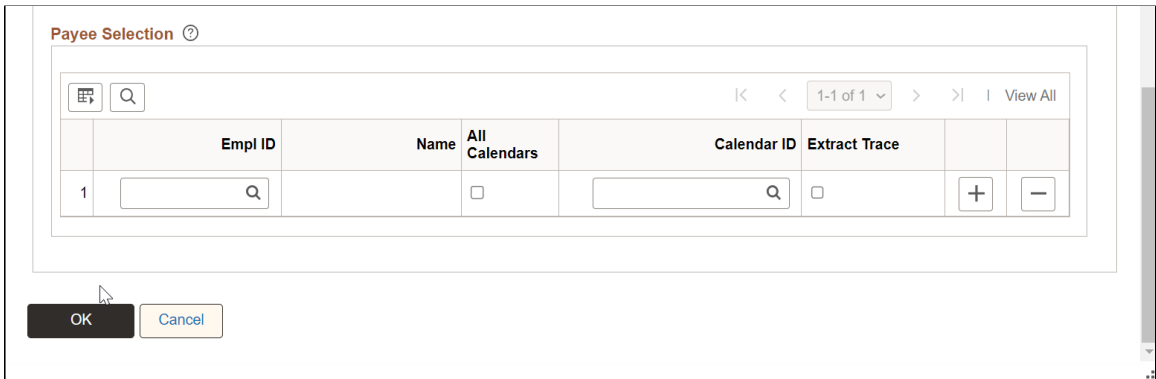 Payee Selection
1-1 of 1
View All
Empl ID
Name
All
Calendars
Calendar ID
Extract Trace
1
OK
Cancel